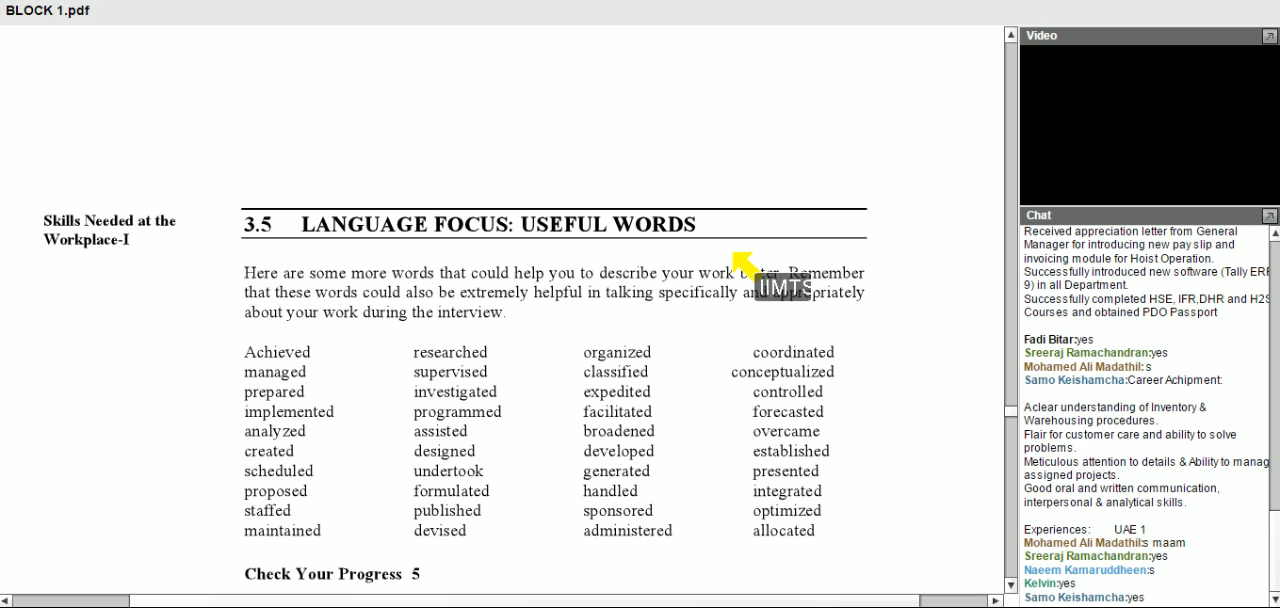 BLOCK 1.pdf
Skills Needed at the
Workplace-I
3.5 LANGUAGE FOCUS: USEFUL WORDS
Here are some more words that could help you to describe your work better. Remember
that these words could also be extremely helpful in talking specifically and appropriately
about your work during the interview.
IIMTS
Achieved researched organized coordinated
managed supervised classified conceptualized
prepared investigated expedited controlled
implemented programmed facilitated forecasted
analyzed assisted broadened overcame
created designed developed established
scheduled undertook generated presented
proposed formulated handled integrated
staffed published sponsored optimized
maintained devised administered allocated
Check Your Progress 5
Video
Chat
Received appreciation letter from General
Manager for introducing new pay slip and
invoicing module for Hoist Operation.
Successfully introduced new software (Tally ERP
9) in all Department.
Successfully completed HSE, IFR,DHR and H2S
Courses and obtained PDO Passport
Fadi Bitar:yes
Sreeraj Ramachandran:yes
Mohamed Ali Madathil:s
Samo Keishamcha:Career Achipment:
Aclear understanding of Inventory &
Warehousing procedures.
Flair for customer care and ability to solve
problems.
Meticulous attention to details & Ability to manag
assigned projects.
Good oral and written communication,
interpersonal & analytical skills.
Experiences: UAE 1
Mohamed Ali Madathil:s maam
Sreeraj Ramachandran:yes
Naeem Kamaruddheen:s
Kelvin:yes
Samo Keishamcha:yes